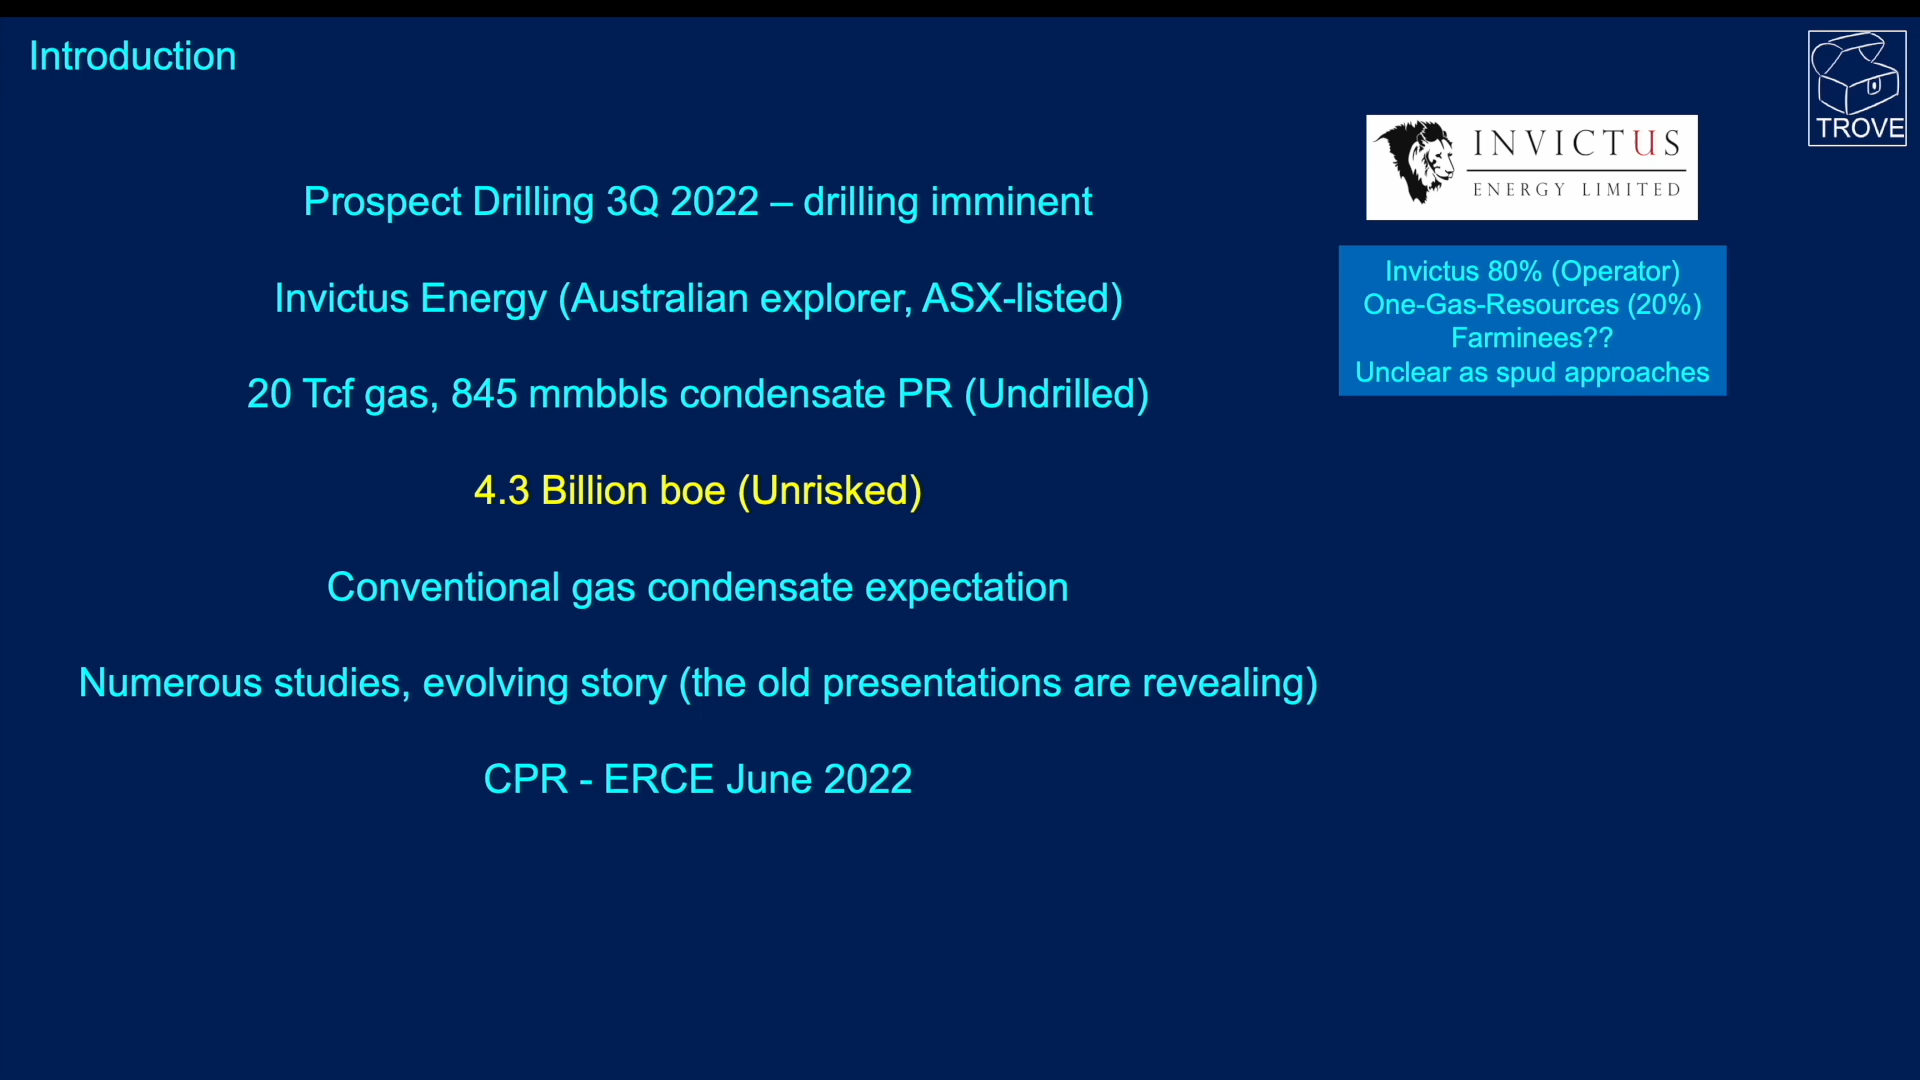 Introduction
TROVE
INVICTUS
ENERGY LIMITED
Prospect Drilling 3Q 2022 – drilling imminent
Invictus Energy (Australian explorer, ASX-listed)
20 Tcf gas, 845 mmbbls condensate PR (Undrilled)
4.3 Billion boe (Unrisked)
Conventional gas condensate expectation
Numerous studies, evolving story (the old presentations are revealing)
CPR - ERCE June 2022
Invictus 80% (Operator)
One-Gas-Resources (20%)
Farminees??
Unclear as spud approaches